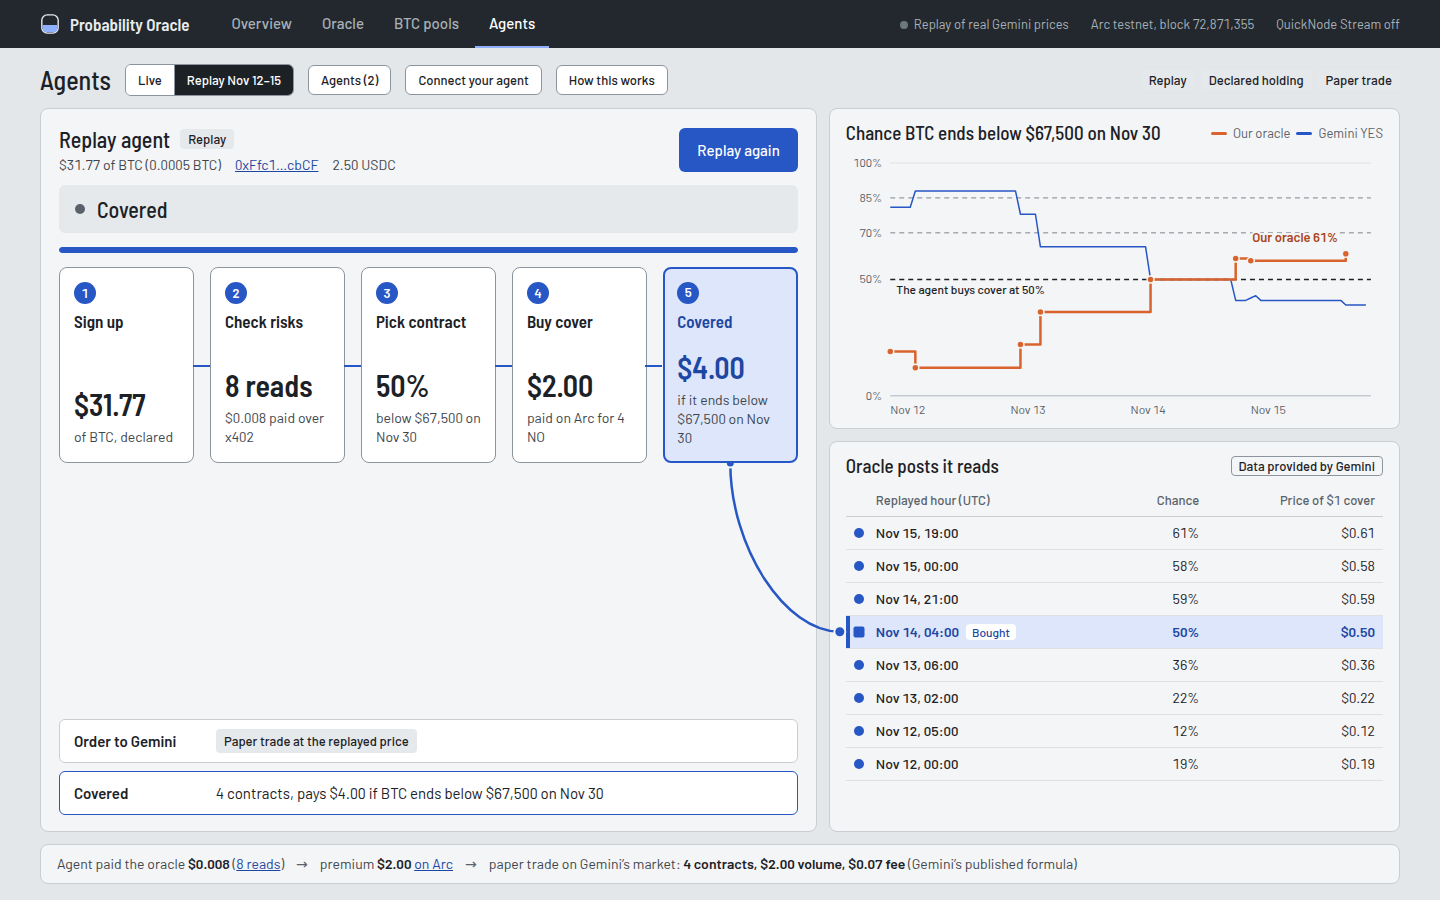 Probability Oracle
Overview
Oracle
BTC pools
Agents
Replay of real Gemini prices
Arc testnet, block 72,871,355
QuickNode Stream off
Agents
Live
Replay Nov 12–15
Agents (2)
Connect your agent
How this works
Replay
Declared holding
Paper trade
Replay agent
Replay
$31.77 of BTC (0.0005 BTC)
0xFfc1…cbCF
2.50 USDC
Replay again
Covered
1
Sign up
$31.77
of BTC, declared
2
Check risks
8 reads
$0.008 paid over
x402
3
Pick contract
50%
below $67,500 on
Nov 30
4
Buy cover
$2.00
paid on Arc for 4
NO
5
Covered
$4.00
if it ends below
$67,500 on Nov
30
Order to Gemini
Paper trade at the replayed price
Covered
4 contracts, pays $4.00 if BTC ends below $67,500 on Nov 30
Chance BTC ends below $67,500 on Nov 30
Our oracle
Gemini YES
100%
85%
70%
Our oracle 61%
50%
The agent buys cover at 50%
0%
Nov 12
Nov 13
Nov 14
Nov 15
Oracle posts it reads
Data provided by Gemini
Replayed hour (UTC) Chance Price of $1 cover
Nov 15, 19:00 61% $0.61
Nov 15, 00:00 58% $0.58
Nov 14, 21:00 59% $0.59
Nov 14, 04:00 Bought 50% $0.50
Nov 13, 06:00 36% $0.36
Nov 13, 02:00 22% $0.22
Nov 12, 05:00 12% $0.12
Nov 12, 00:00 19% $0.19
Agent paid the oracle $0.008 (8 reads) → premium $2.00 on Arc → paper trade on Gemini's market: 4 contracts, $2.00 volume, $0.07 fee (Gemini's published formula)